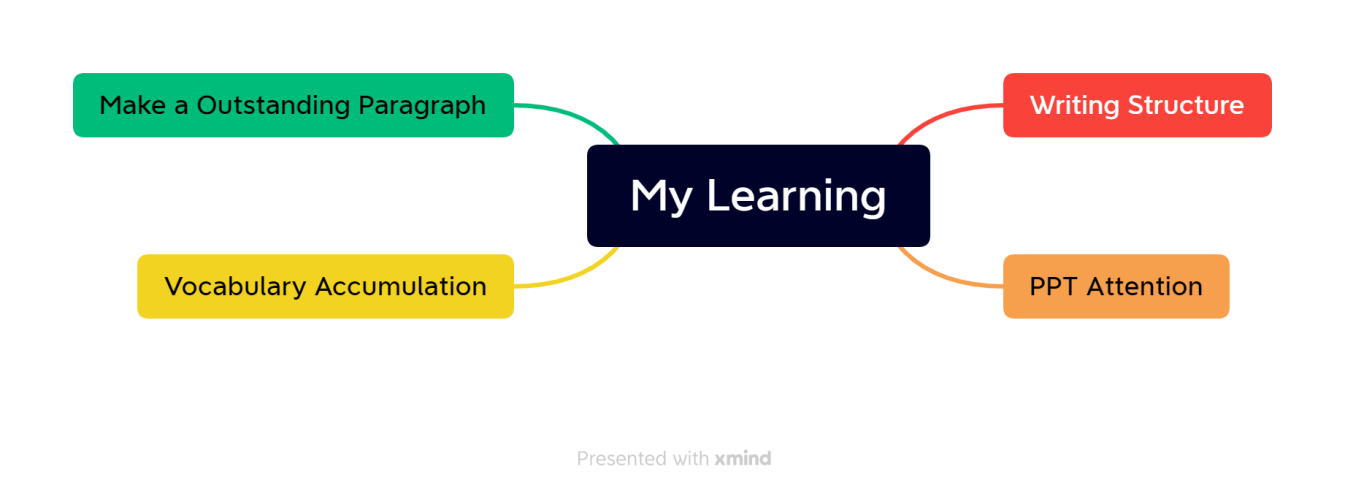 Make a Outstanding Paragraph
Writing Structure
My Learning
Vocabulary Accumulation
PPT Attention
Presented with xmind